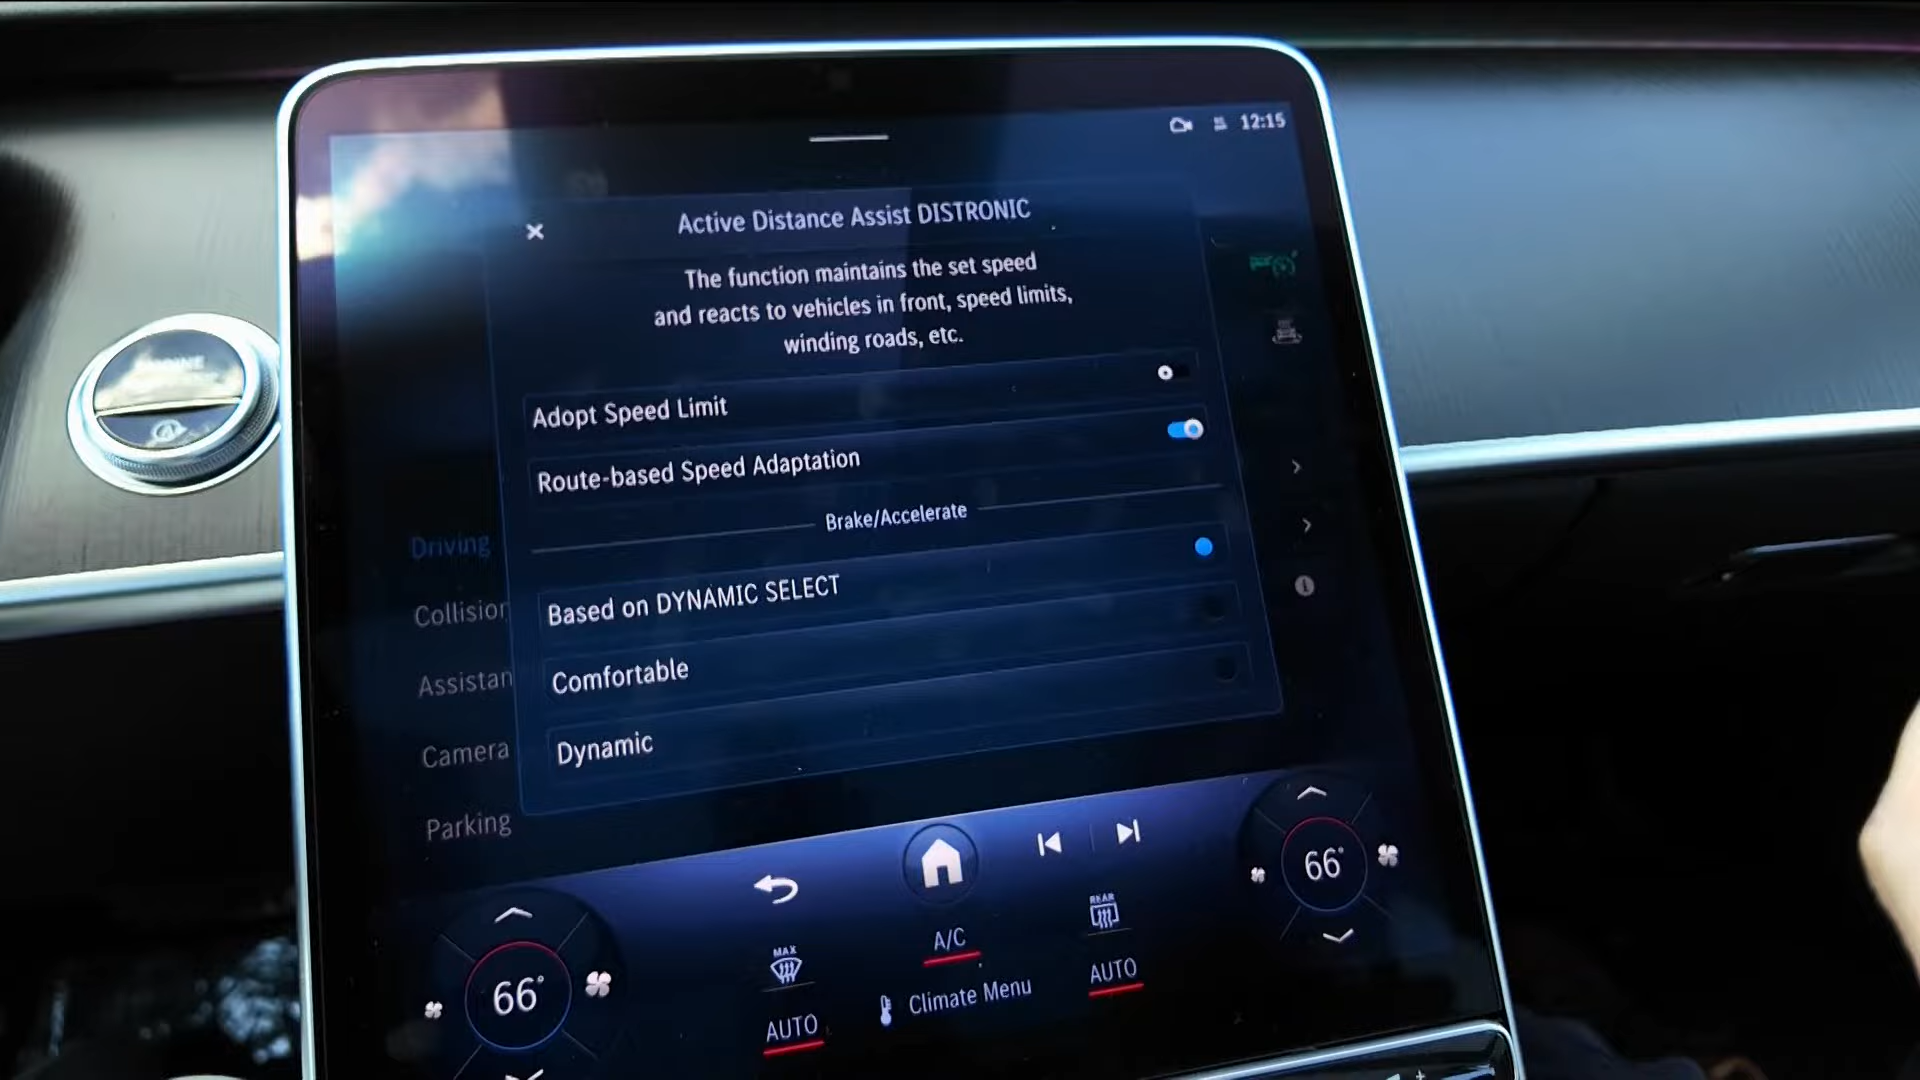 12:15
Active Distance Assist DISTRONIC
The function maintains the set speed
and reacts to vehicles in front, speed limits,
winding roads, etc.
Adopt Speed Limit
Route-based Speed Adaptation
Brake/Accelerate
Based on DYNAMIC SELECT
Comfortable
Dynamic
Driving
Collision
Assistan
Camera
Parking
66°
MAX
AUTO
A/C
Climate Menu
REAR
AUTO
66°